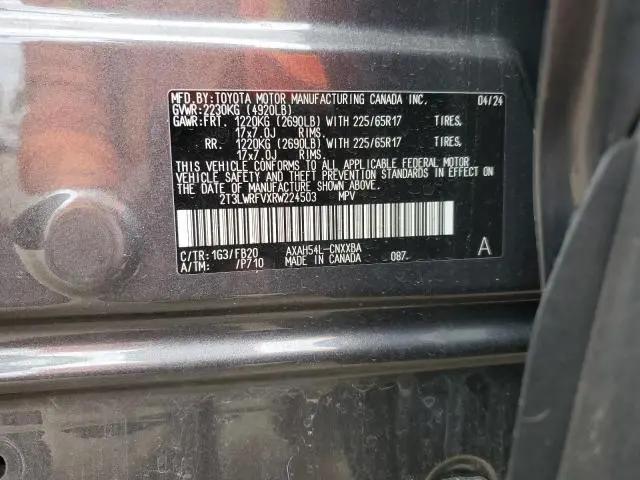 MFD.BY:TOYOTA MOTOR MANUFACTURING CANADA INC. 04/24
GVWR:2230KG (4920LB)
GAWR:FRT. 1220KG (2690LB) WITH 225/65R17 TIRES,
17x7.0J RIMS,
RR. 1220KG (2690LB) WITH 225/65R17 TIRES,
17x7.0J RIMS.
THIS VEHICLE CONFORMS TO ALL APPLICABLE FEDERAL MOTOR
VEHICLE SAFETY AND THEFT PREVENTION STANDARDS IN EFFECT
ON THE DATE OF MANUFACTURE SHOWN ABOVE.
2T3LWRFVXRW224503 MPV
C/TR: 1G3/FB20 AXAH54L-CNXXBA
A/TM: /P710 MADE IN CANADA 087 A